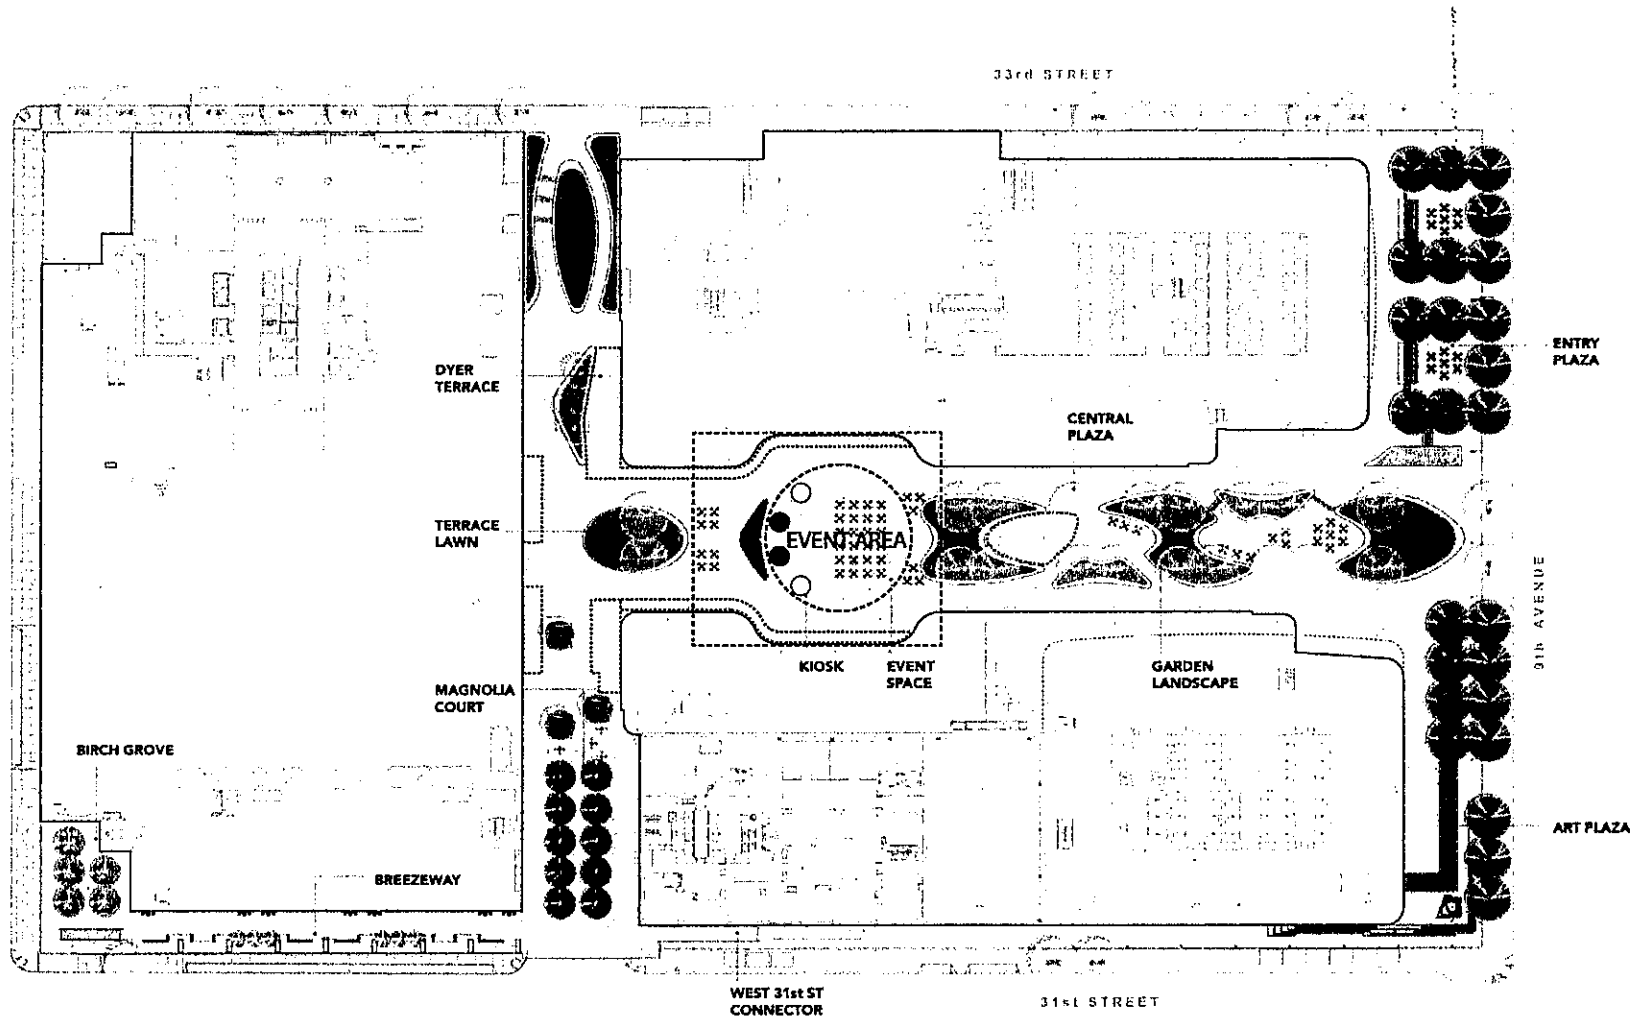 33rd STREET
ENTRY
PLAZA
DYER
TERRACE
CENTRAL
PLAZA
TERRACE
LAWN
EVENT AREA
9th AVENUE
KIOSK
EVENT
SPACE
GARDEN
LANDSCAPE
MAGNOLIA
COURT
BIRCH GROVE
ART PLAZA
BREEZEWAY
WEST 31st ST
CONNECTOR
31st STREET